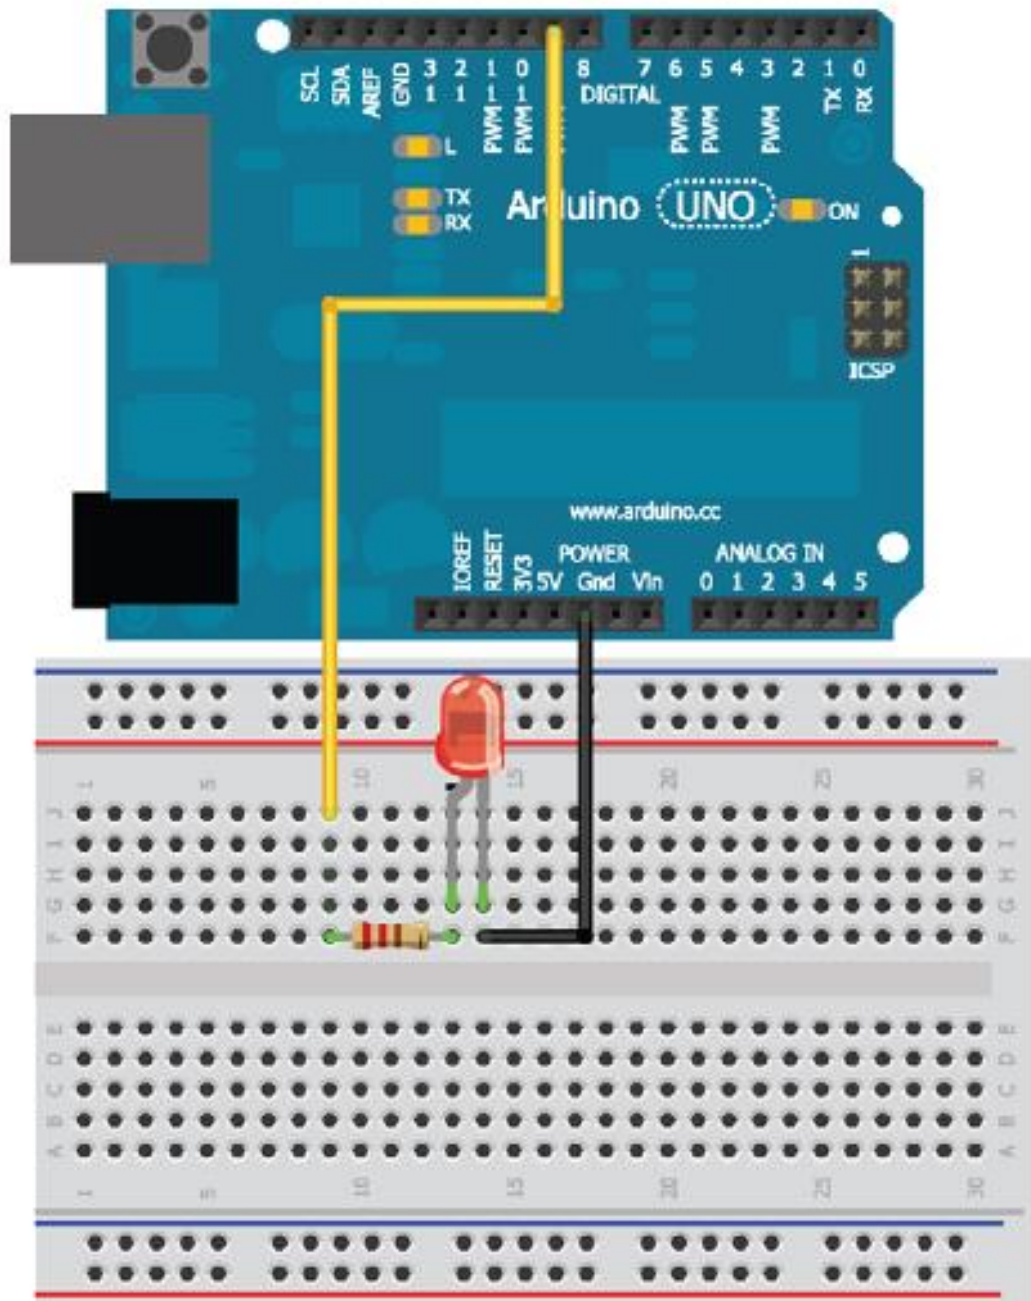 SCL SDA AREF GND 13 12 11 10 8 7 6 5 4 3 2 1 0
PWM PWM DIGITAL PWM PWM PWM TX RX
L
TX
RX
Arduino UNO ON
1
ICSP
www.arduino.cc
POWER ANALOG IN
IOREF RESET 3V3 5V Gnd Vin 0 1 2 3 4 5
1 5 10 15 20 25 30
J J
I I
H H
G G
F F
E E
D D
C C
B B
A A
1 5 10 15 20 25 30